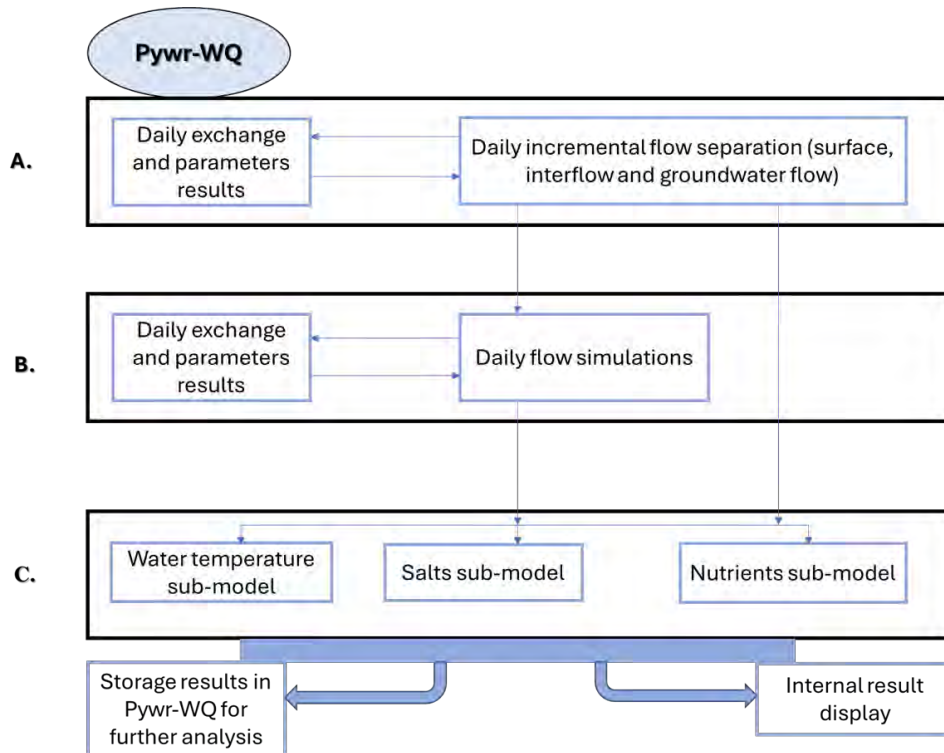 Pywr-WQ
A.
Daily exchange
and parameters
results
Daily incremental flow separation (surface,
interflow and groundwater flow)
B.
Daily exchange
and parameters
results
Daily flow simulations
C.
Water temperature
sub-model
Salts sub-model
Nutrients sub-model
Storage results in
Pywr-WQ for
further analysis
Internal result
display